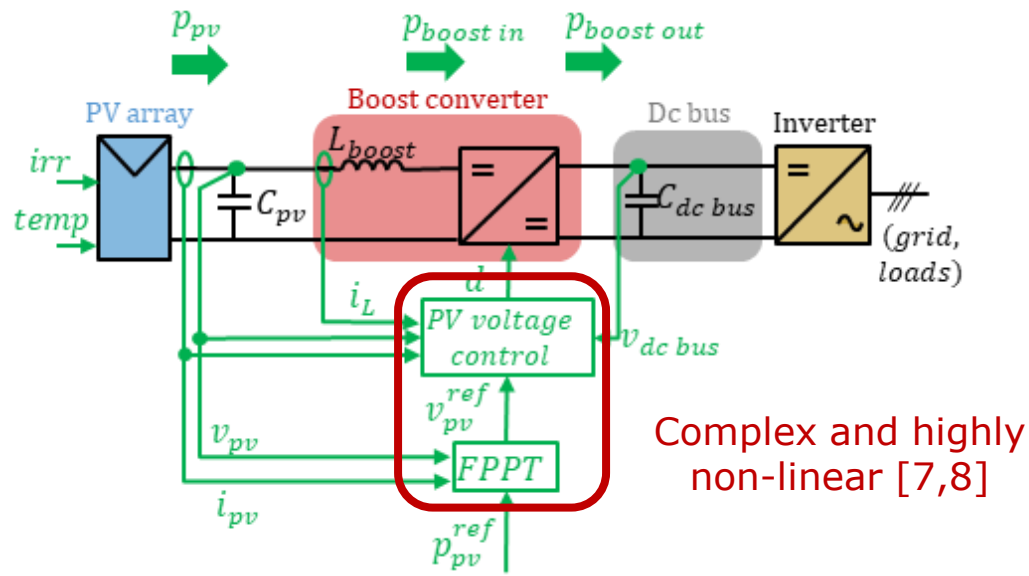 p_pv
p_boost in
p_boost out
Boost converter
PV array
Dc bus
Inverter
irr
L_boost
=
=
temp
C_pv
=
C_dc bus
~
(grid,
loads)
d
i_L
PV voltage
control
v_dc bus
v_pv^ref
v_pv
FPPT
Complex and highly
non-linear [7,8]
i_pv
p_pv^ref